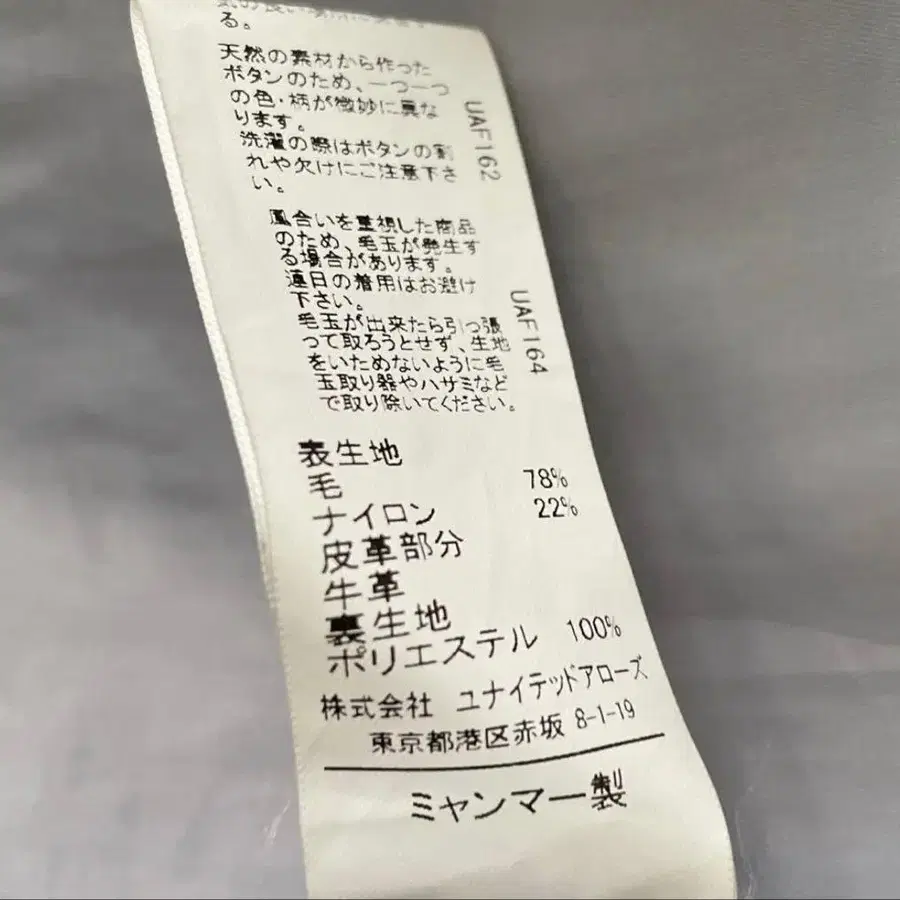 る。
天然の素材から作った
ボタンのため、一つ一つ
の色・柄が微妙に異な
ります。
洗濯の際はボタンの割
れや欠けにご注意下さ
い。
UAF162
風合いを重視した商品
のため、毛玉が発生す
る場合があります。
連日の着用はお避け
下さい。
毛玉が出来たら引っ張
って取ろうとせず、生地
をいためないように毛
玉取り器やハサミなど
で取り除いてください。
UAF164
表生地
毛 78%
ナイロン 22%
皮革部分
牛革
裏生地
ポリエステル 100%
株式会社 ユナイテッドアローズ
東京都港区赤坂 8-1-19
ミャンマー製